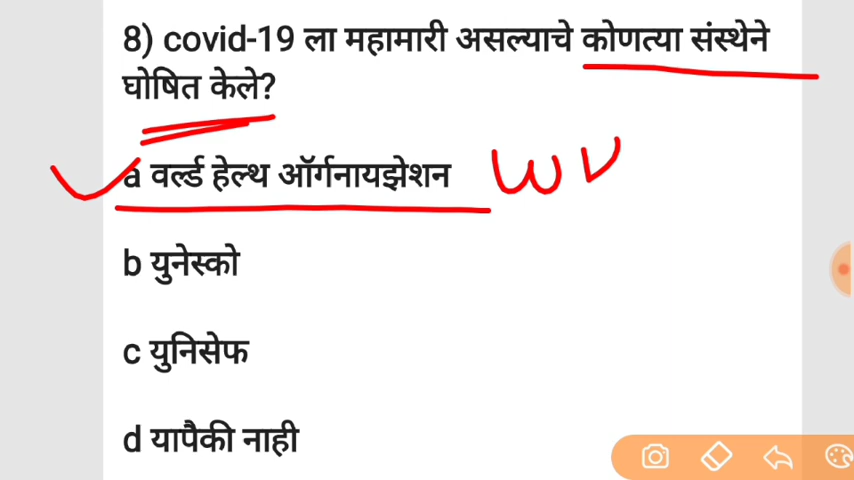 8) covid-19 ला महामारी असल्याचे कोणत्या संस्थेने
घोषित केले?
a वर्ल्ड हेल्थ ऑर्गनायझेशन
b युनेस्को
c युनिसेफ
d यापैकी नाही